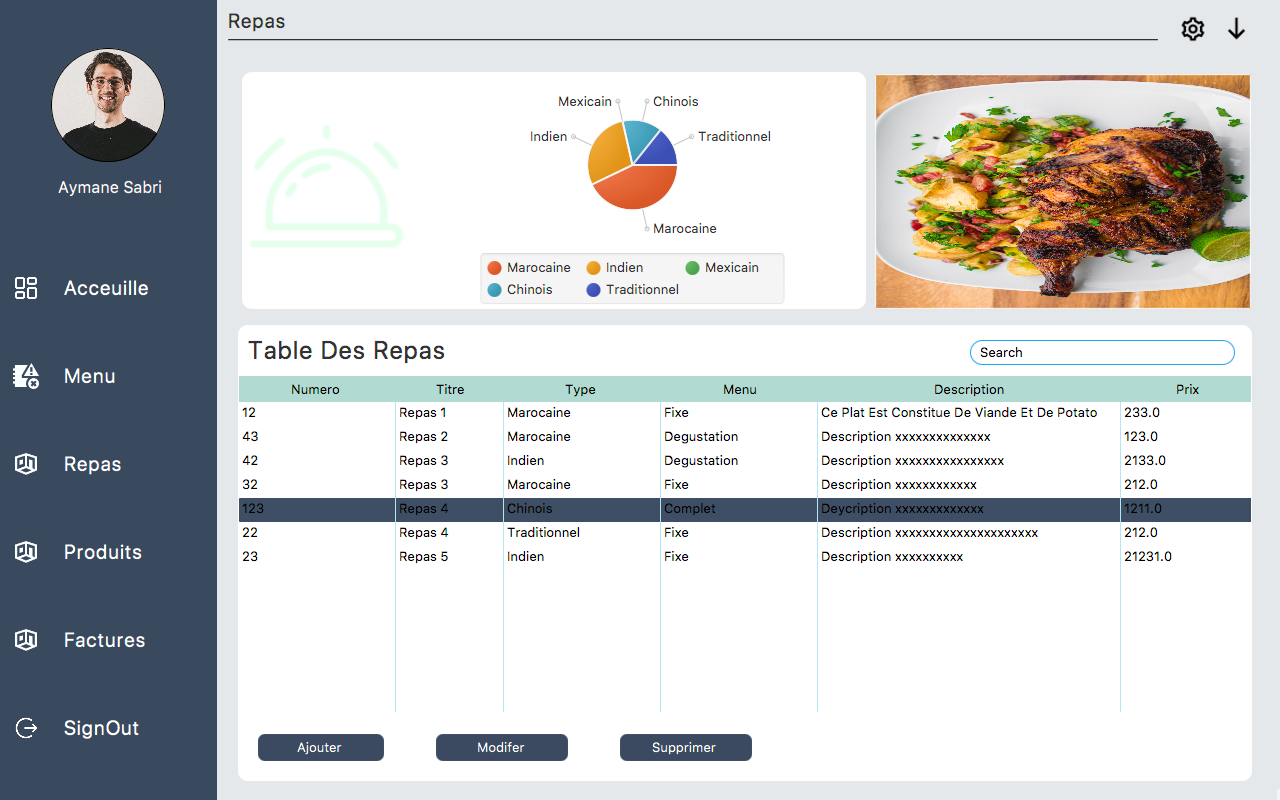 Repas
Aymane Sabri
Acceuille
Menu
Repas
Produits
Factures
SignOut
Mexicain
Chinois
Indien
Traditionnel
Marocaine
Marocaine Indien Mexicain
Chinois Traditionnel
Table Des Repas
Search
Numero Titre Type Menu Description Prix
12 Repas 1 Marocaine Fixe Ce Plat Est Constitue De Viande Et De Potato 233.0
43 Repas 2 Marocaine Degustation Description xxxxxxxxxxxxxx 123.0
42 Repas 3 Indien Degustation Description xxxxxxxxxxxxxxxx 2133.0
32 Repas 3 Marocaine Fixe Description xxxxxxxxxxxx 212.0
123 Repas 4 Chinois Complet Deycription xxxxxxxxxxxxx 1211.0
22 Repas 4 Traditionnel Fixe Description xxxxxxxxxxxxxxxxxxxxx 212.0
23 Repas 5 Indien Fixe Description xxxxxxxxxx 21231.0
Ajouter Modifer Supprimer